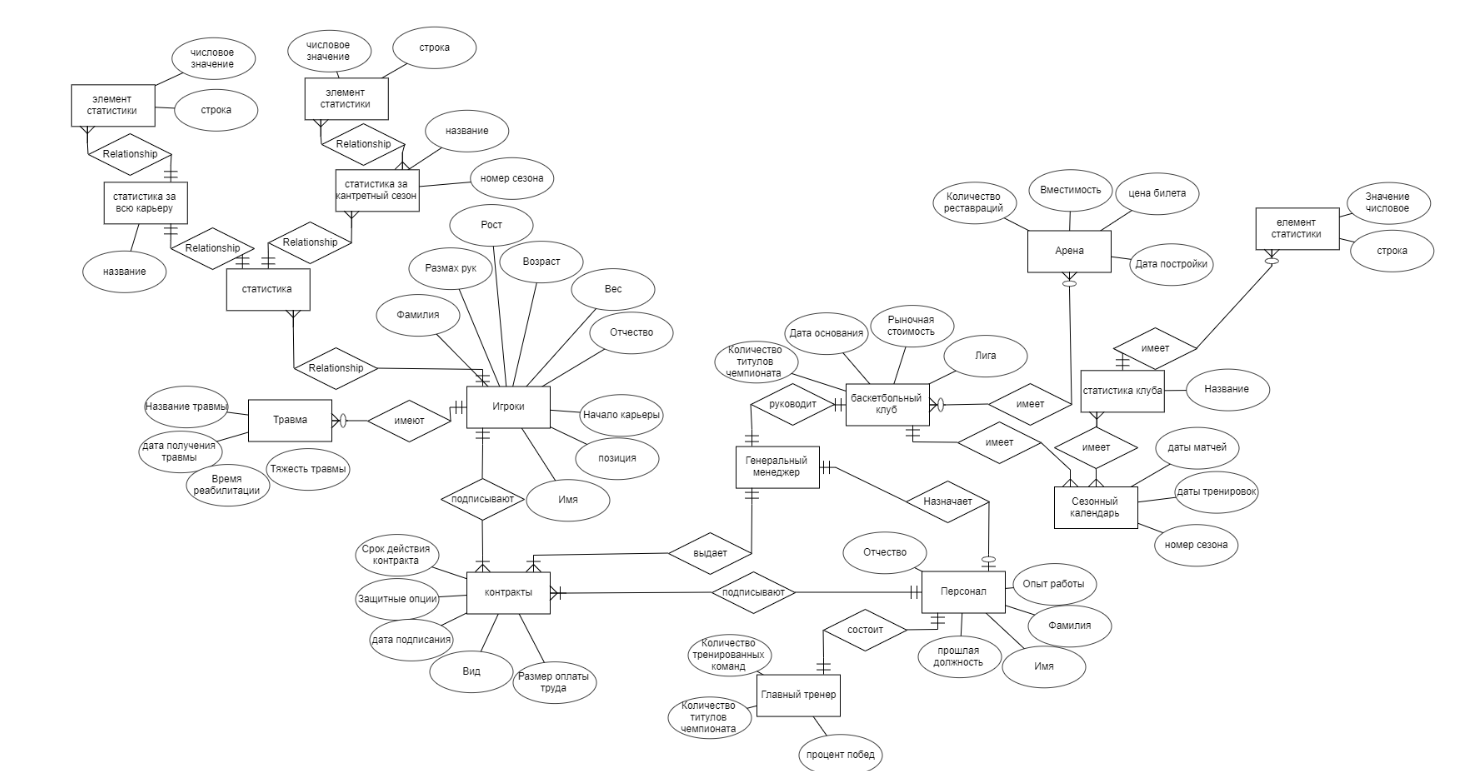 числовое
значение
строка
элемент
статистики
Relationship
статистика за
всю карьеру
название
Relationship
числовое
значение
строка
элемент
статистики
Relationship
название
статистика за
кантретный сезон
номер сезона
Relationship
статистика
Relationship
Рост
Размах рук
Возраст
Фамилия
Вес
Отчество
Игроки
Начало карьеры
позиция
Имя
имеют
Травма
Название травмы
дата получения
травмы
Время
реабилитации
Тяжесть травмы
подписывают
Срок действия
контракта
Защитные опции
дата подписания
Вид
Размер оплаты
труда
контракты
выдает
подписывают
Количество
реставраций
Вместимость
цена билета
Арена
Дата постройки
Значение
числовое
елемент
статистики
строка
Дата основания
Рыночная
стоимость
Количество
титулов
чемпионата
Лига
баскетбольный
клуб
руководит
имеет
имеет
имеет
статистика клуба
Название
имеет
даты матчей
даты тренировок
номер сезона
Сезонный
календарь
Генеральный
менеджер
Назначает
Отчество
Персонал
Опыт работы
Фамилия
Имя
прошлая
должность
состоит
Количество
тренированных
команд
Главный тренер
Количество
титулов
чемпионата
процент побед